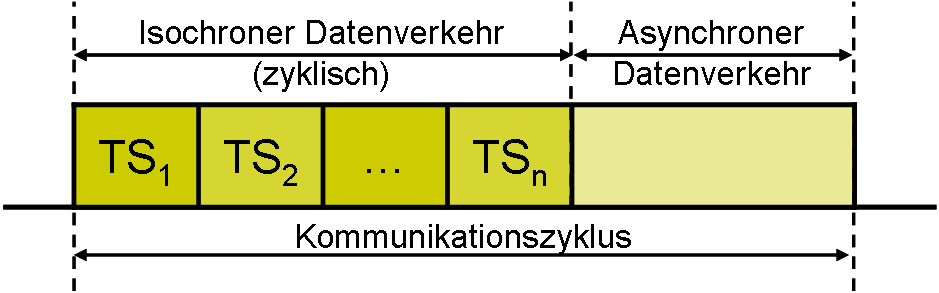 Isochroner Datenverkehr
(zyklisch)
Asynchroner
Datenverkehr
TS1 TS2 ... TSn
Kommunikationszyklus